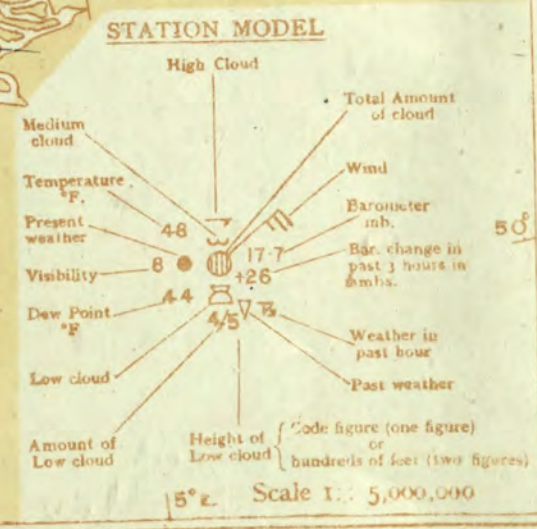 STATION MODEL
High Cloud
Total Amount
of cloud
Medium
cloud
Wind
Temperature
°F.
48
Barometer
mb.
Present
weather
17·7
50°
Visibility
8
+26
Bar. change in
past 3 hours in
Dew Point
°F
44
4/5
Weather in
past hour
Low cloud
Past weather
Amount of
Low cloud
Height of
Low cloud
Code figure (one figure)
or
hundreds of feet (two figures)
5° E.
Scale 1: 5,000,000